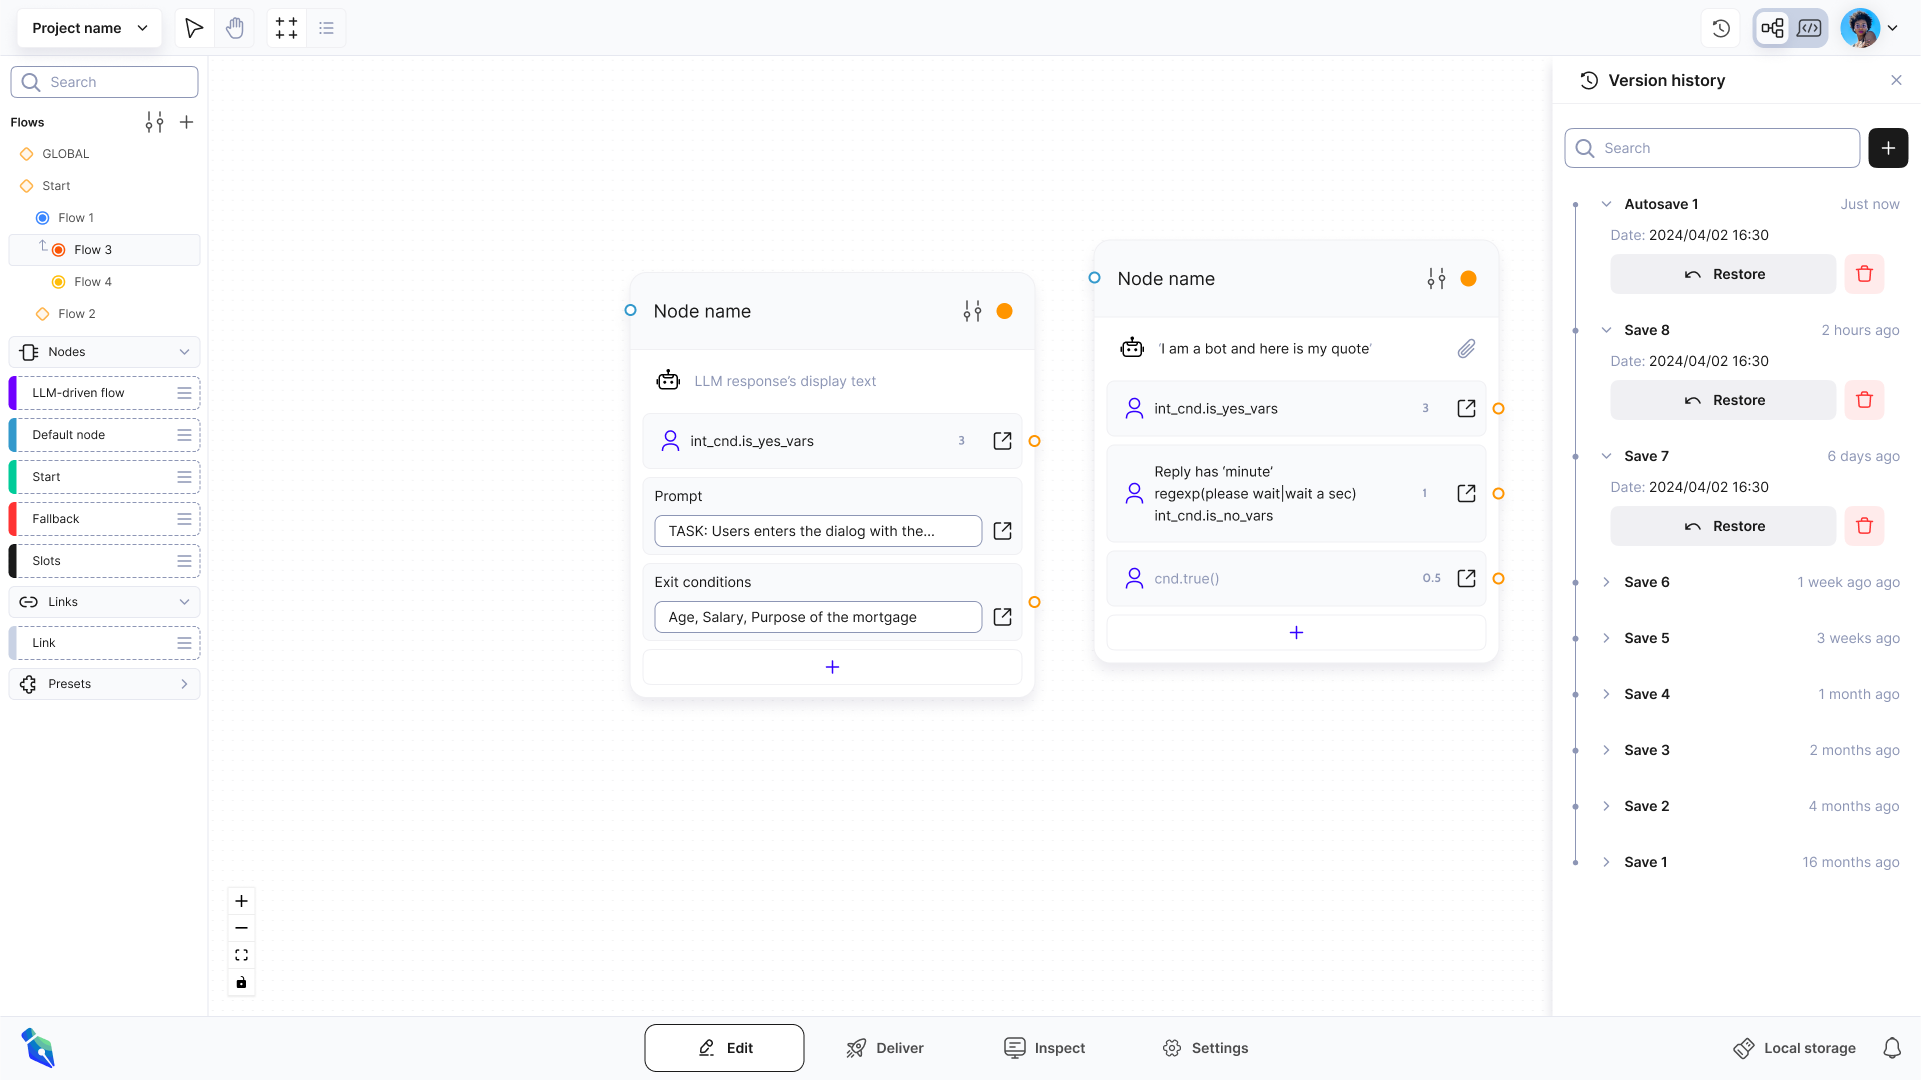 Project name
Search
Flows
GLOBAL
Start
Flow 1
Flow 3
Flow 4
Flow 2
Nodes
LLM-driven flow
Default node
Start
Fallback
Slots
Links
Link
Presets
Node name
LLM response’s display text
int_cnd.is_yes_vars 3
Prompt
TASK: Users enters the dialog with the...
Exit conditions
Age, Salary, Purpose of the mortgage
Node name
‘I am a bot and here is my quote’
int_cnd.is_yes_vars 3
Reply has ‘minute’
regexp(please wait|wait a sec) 1
int_cnd.is_no_vars
cnd.true() 0.5
Version history
Search
Autosave 1 Just now
Date: 2024/04/02 16:30
Restore
Save 8 2 hours ago
Date: 2024/04/02 16:30
Restore
Save 7 6 days ago
Date: 2024/04/02 16:30
Restore
Save 6 1 week ago ago
Save 5 3 weeks ago
Save 4 1 month ago
Save 3 2 months ago
Save 2 4 months ago
Save 1 16 months ago
Edit
Deliver
Inspect
Settings
Local storage